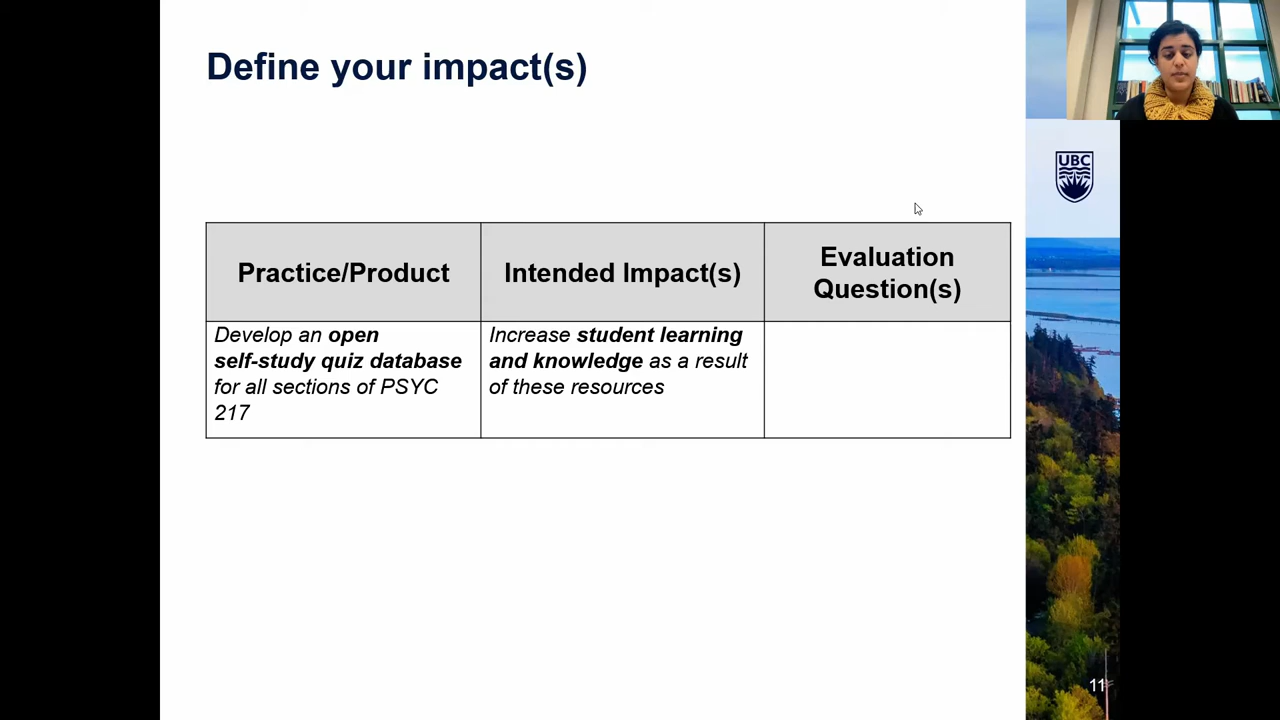 Define your impact(s)
UBC
Practice/Product
Intended Impact(s)
Evaluation
Question(s)
Develop an open
self-study quiz database
for all sections of PSYC
217
Increase student learning
and knowledge as a result
of these resources
11